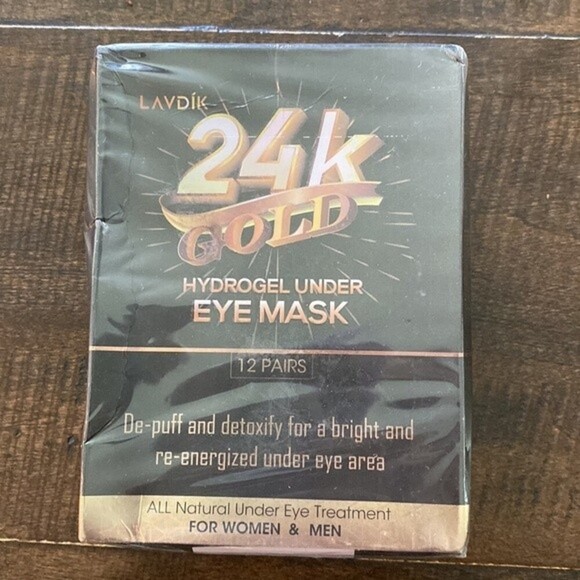 LAVDÍK
24k
GOLD
HYDROGEL UNDER
EYE MASK
12 PAIRS
De-puff and detoxify for a bright and
re-energized under eye area
ALL Natural Under Eye Treatment
FOR WOMEN & MEN